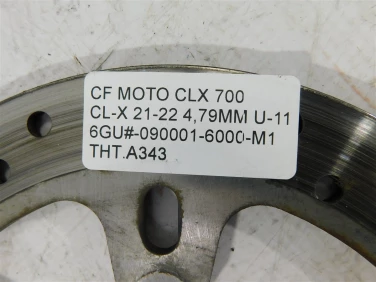 CF MOTO CLX 700
CL-X 21-22 4,79MM U-11
6GU#-090001-6000-M1
THT.A343